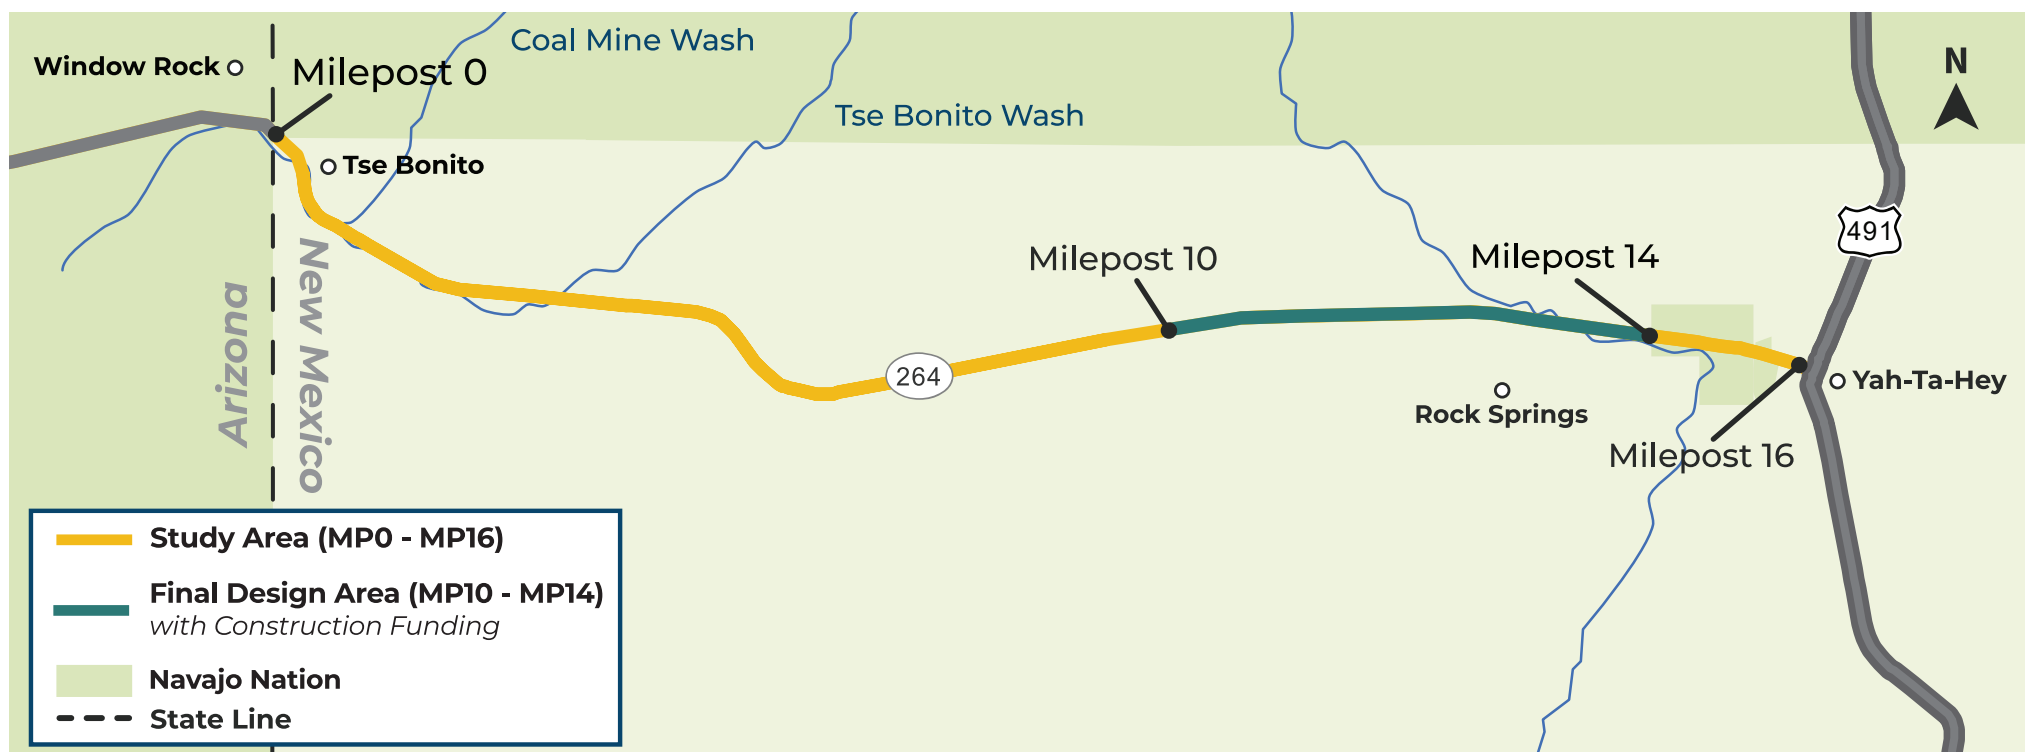 Coal Mine Wash
Window Rock
Milepost 0
N
Tse Bonito Wash
Tse Bonito
491
Milepost 10
Milepost 14
Arizona
New Mexico
264
Yah-Ta-Hey
Rock Springs
Milepost 16
Study Area (MP0 - MP16)
Final Design Area (MP10 - MP14)
with Construction Funding
Navajo Nation
State Line